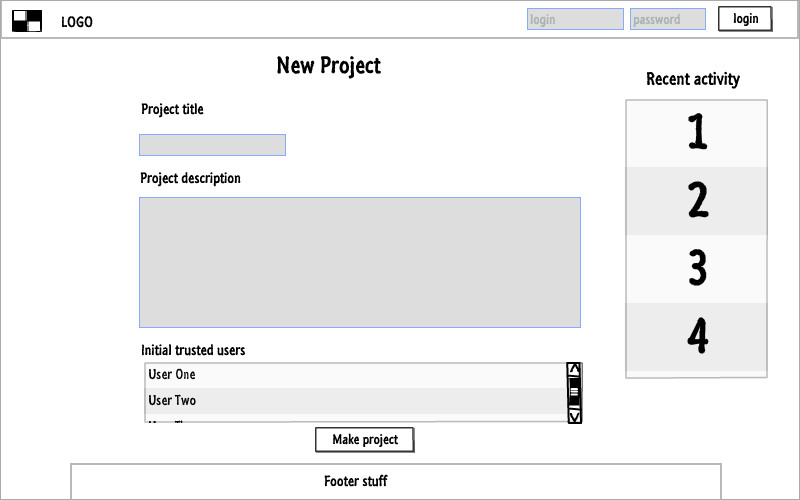 LOGO
login
password
login
New Project
Project title
Project description
Initial trusted users
User One
User Two
Make project
Recent activity
1
2
3
4
Footer stuff